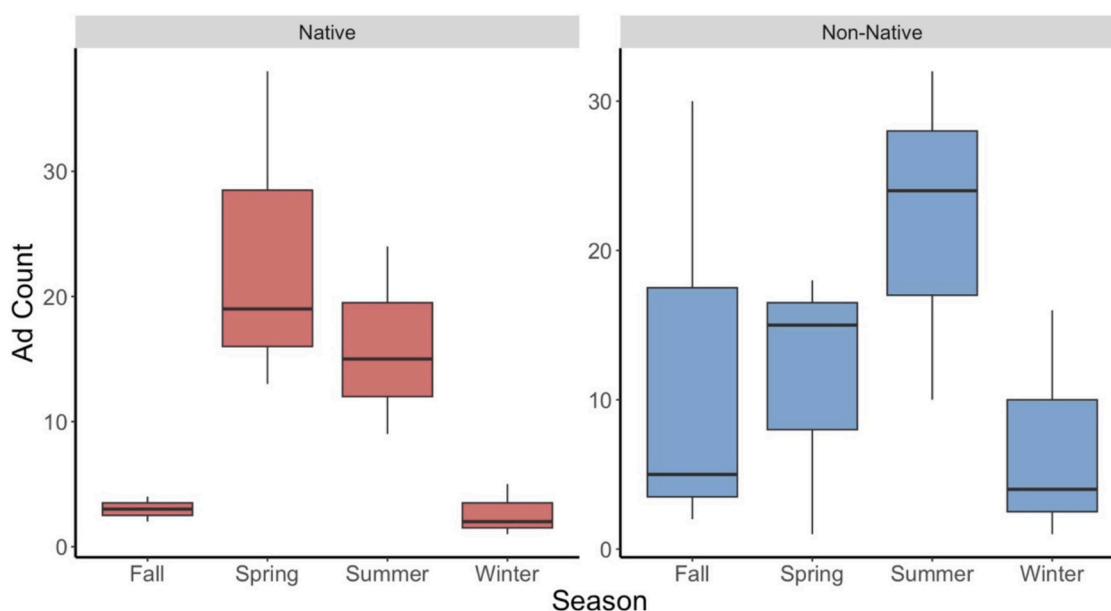 Native
Non-Native
Ad Count
30
20
10
0
30
20
10
0
Fall Spring Summer Winter
Fall Spring Summer Winter
Season